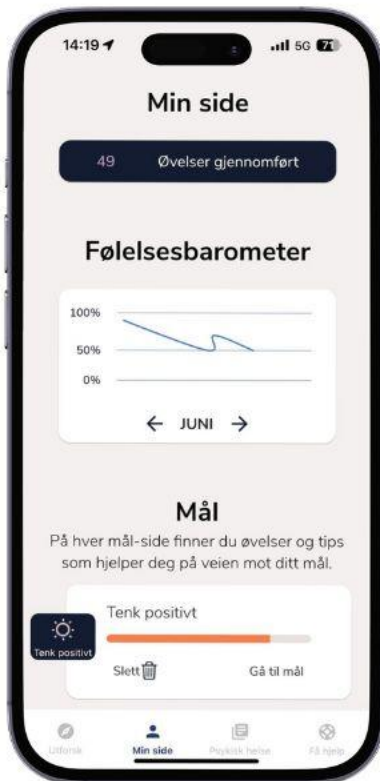 14:19
5G 71
Min side
49 Øvelser gjennomført
Følelsesbarometer
100%
50%
0%
← JUNI →
Mål
På hver mål-side finner du øvelser og tips
som hjelper deg på veien mot ditt mål.
Tenk positivt
Tenk positivt
Slett Gå til mål
Utforsk Min side Psykisk helse Få hjelp